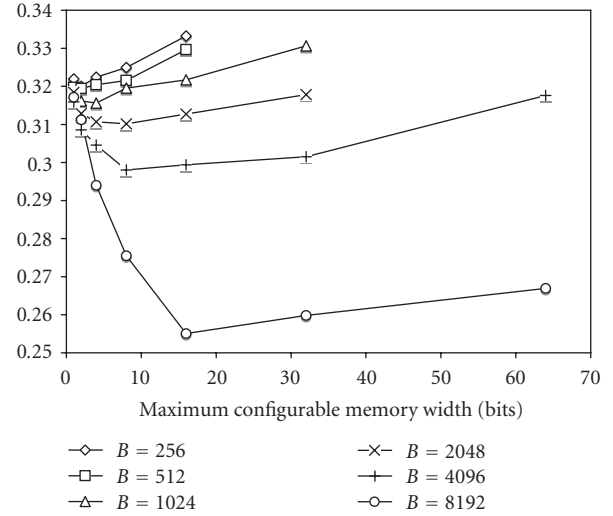 0.34
0.33
0.32
0.31
0.3
0.29
0.28
0.27
0.26
0.25
0 10 20 30 40 50 60 70
Maximum configurable memory width (bits)
B = 256
B = 512
B = 1024
B = 2048
B = 4096
B = 8192